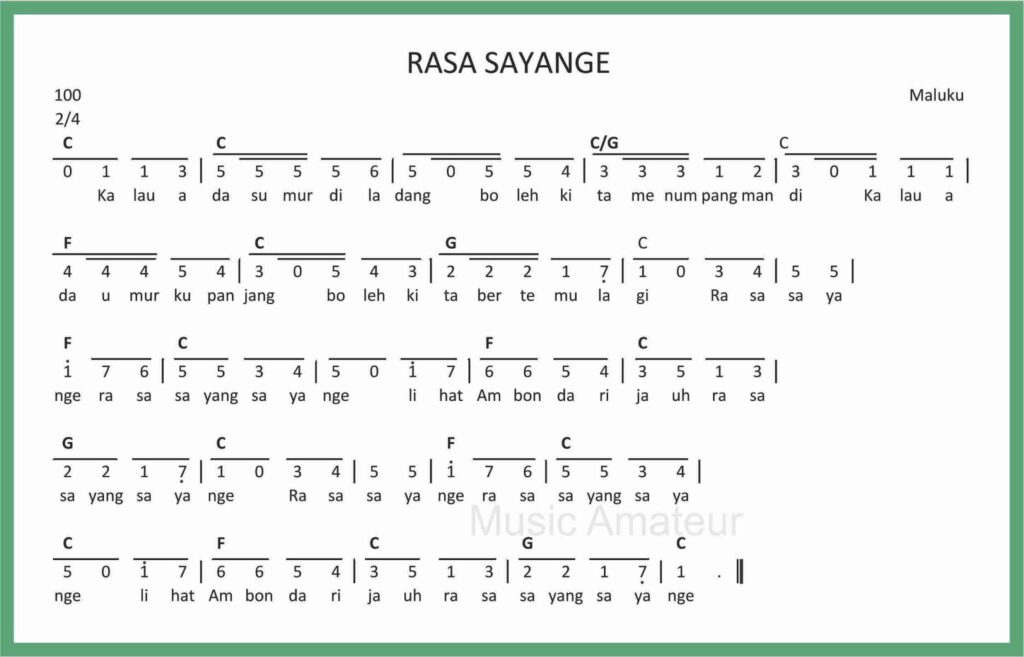 RASA SAYANGE
100 Maluku
2/4
C C C/G C
0 1 1 3 | 5 5 5 5 6 | 5 0 5 5 4 | 3 3 3 1 2 | 3 0 1 1 1 |
Ka lau a da su mur di la dang bo leh ki ta me num pang man di Ka lau a
F C G C
4 4 4 5 4 | 3 0 5 4 3 | 2 2 2 1 7̣ | 1 0 3 4 | 5 5 |
da u mur ku pan jang bo leh ki ta ber te mu la gi Ra sa sa ya
F C F C
1̇ 7 6 | 5 5 3 4 | 5 0 1̇ 7 | 6 6 5 4 | 3 5 1 3 |
nge ra sa sa yang sa ya nge li hat Am bon da ri ja uh ra sa
G C F C
2 2 1 7̣ | 1 0 3 4 | 5 5 | 1̇ 7 6 | 5 5 3 4 |
sa yang sa ya nge Ra sa sa ya nge ra sa sa yang sa ya
Music Amateur
C F C G C
5 0 1̇ 7 | 6 6 5 4 | 3 5 1 3 | 2 2 1 7̣ | 1 . ‖
nge li hat Am bon da ri ja uh ra sa sa yang sa ya nge